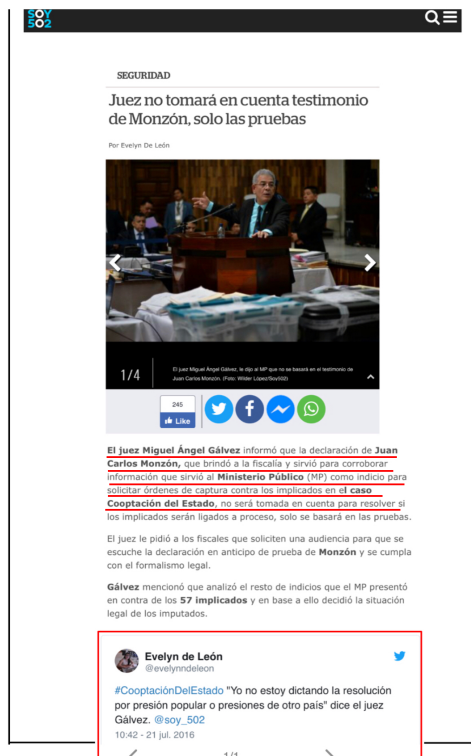 SOY
502
SEGURIDAD
Juez no tomará en cuenta testimonio
de Monzón, solo las pruebas
Por Evelyn De León
1/4
El juez Miguel Ángel Gálvez, le dijo al MP que no se basará en el testimonio de
Juan Carlos Monzón. (Foto: Wilder López/Soy502)
245
Like
El juez Miguel Ángel Gálvez informó que la declaración de Juan
Carlos Monzón, que brindó a la fiscalía y sirvió para corroborar
información que sirvió al Ministerio Público (MP) como indicio para
solicitar órdenes de captura contra los implicados en el caso
Cooptación del Estado, no será tomada en cuenta para resolver si
los implicados serán ligados a proceso, solo se basará en las pruebas.
El juez le pidió a los fiscales que soliciten una audiencia para que se
escuche la declaración en anticipo de prueba de Monzón y se cumpla
con el formalismo legal.
Gálvez mencionó que analizó el resto de indicios que el MP presentó
en contra de los 57 implicados y en base a ello decidió la situación
legal de los imputados.
Evelyn de León
@evelynndeleon
#CooptaciónDelEstado "Yo no estoy dictando la resolución
por presión popular o presiones de otro país" dice el juez
Gálvez. @soy_502
10:42 - 21 jul. 2016
1/1